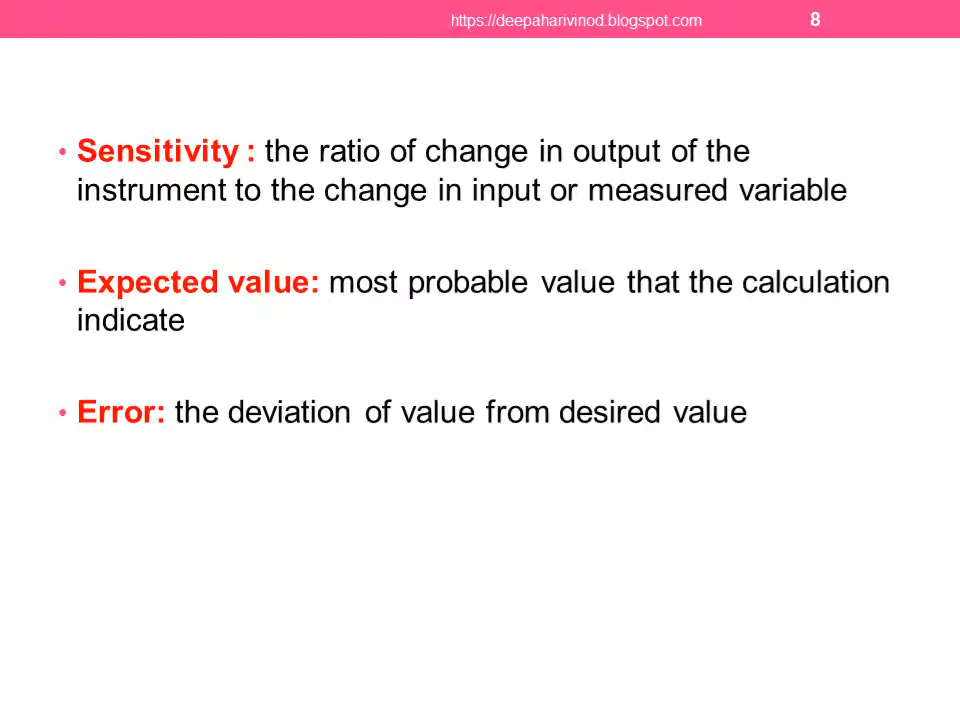 https://deepaharivinod.blogspot.com 8
• Sensitivity : the ratio of change in output of the
instrument to the change in input or measured variable
• Expected value: most probable value that the calculation
indicate
• Error: the deviation of value from desired value